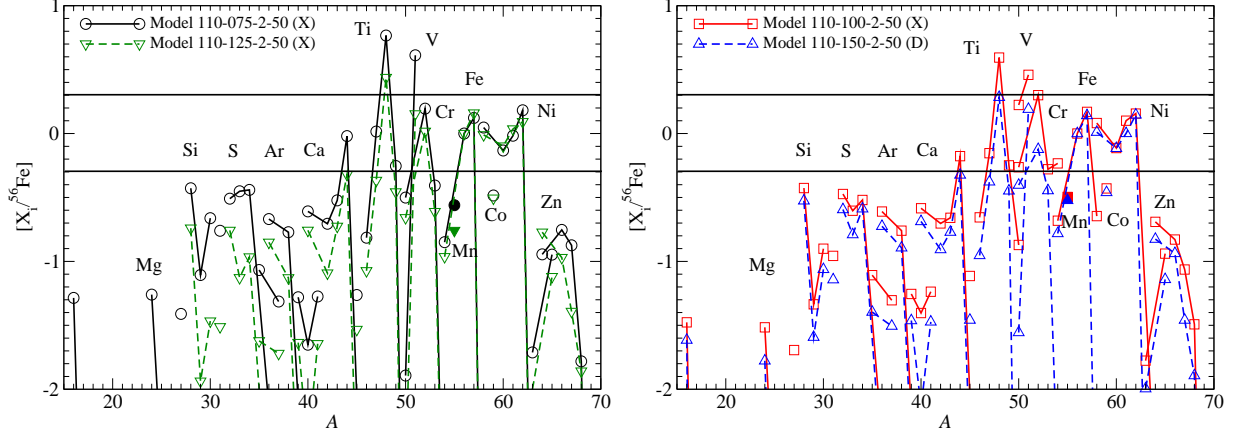 Model 110-075-2-50 (X)
Model 110-125-2-50 (X)
Ti
V
Fe
Cr
Ni
Si
S
Ar
Ca
Zn
Co
Mn
Mg
1
0
-1
-2
20
30
40
50
60
70
A
[Xᵢ/⁵⁶Fe]
Model 110-100-2-50 (X)
Model 110-150-2-50 (D)
Ti
V
Fe
Cr
Ni
Si
S
Ar
Ca
Zn
Co
Mn
Mg
1
0
-1
-2
20
30
40
50
60
70
A
[Xᵢ/⁵⁶Fe]